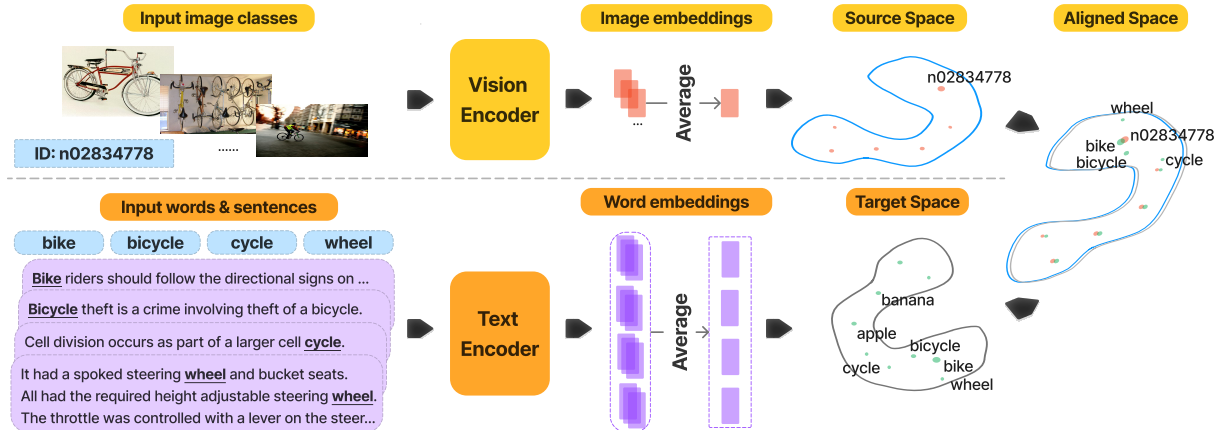 Input image classes
Image embeddings
Source Space
Aligned Space
Vision
Encoder
Average
...
n02834778
ID: n02834778
......
wheel
n02834778
bike
bicycle
cycle
Input words & sentences
Word embeddings
Target Space
bike
bicycle
cycle
wheel
Bike riders should follow the directional signs on ...
Bicycle theft is a crime involving theft of a bicycle.
Cell division occurs as part of a larger cell cycle.
It had a spoked steering wheel and bucket seats.
All had the required height adjustable steering wheel.
The throttle was controlled with a lever on the steer...
Text
Encoder
Average
banana
apple
bicycle
cycle
bike
wheel